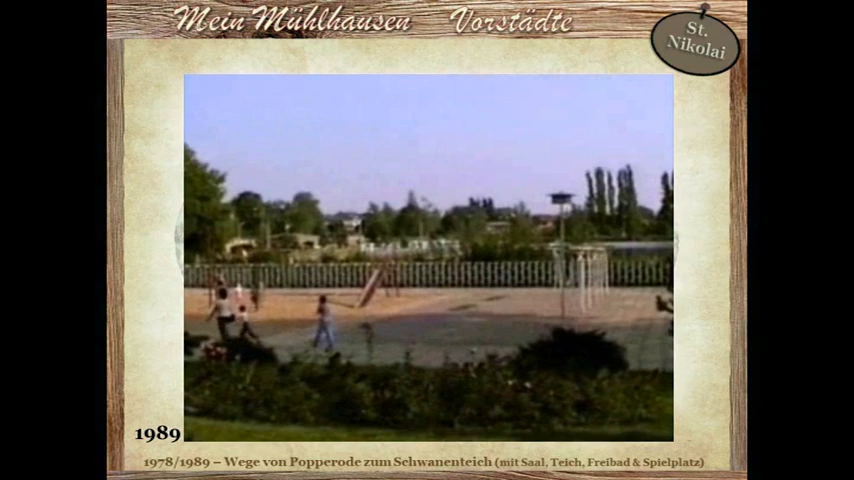 Mein Mühlhausen Vorstädte
St.
Nikolai
1989
1978/1989 – Wege von Popperode zum Schwanenteich (mit Saal, Teich, Freibad & Spielplatz)